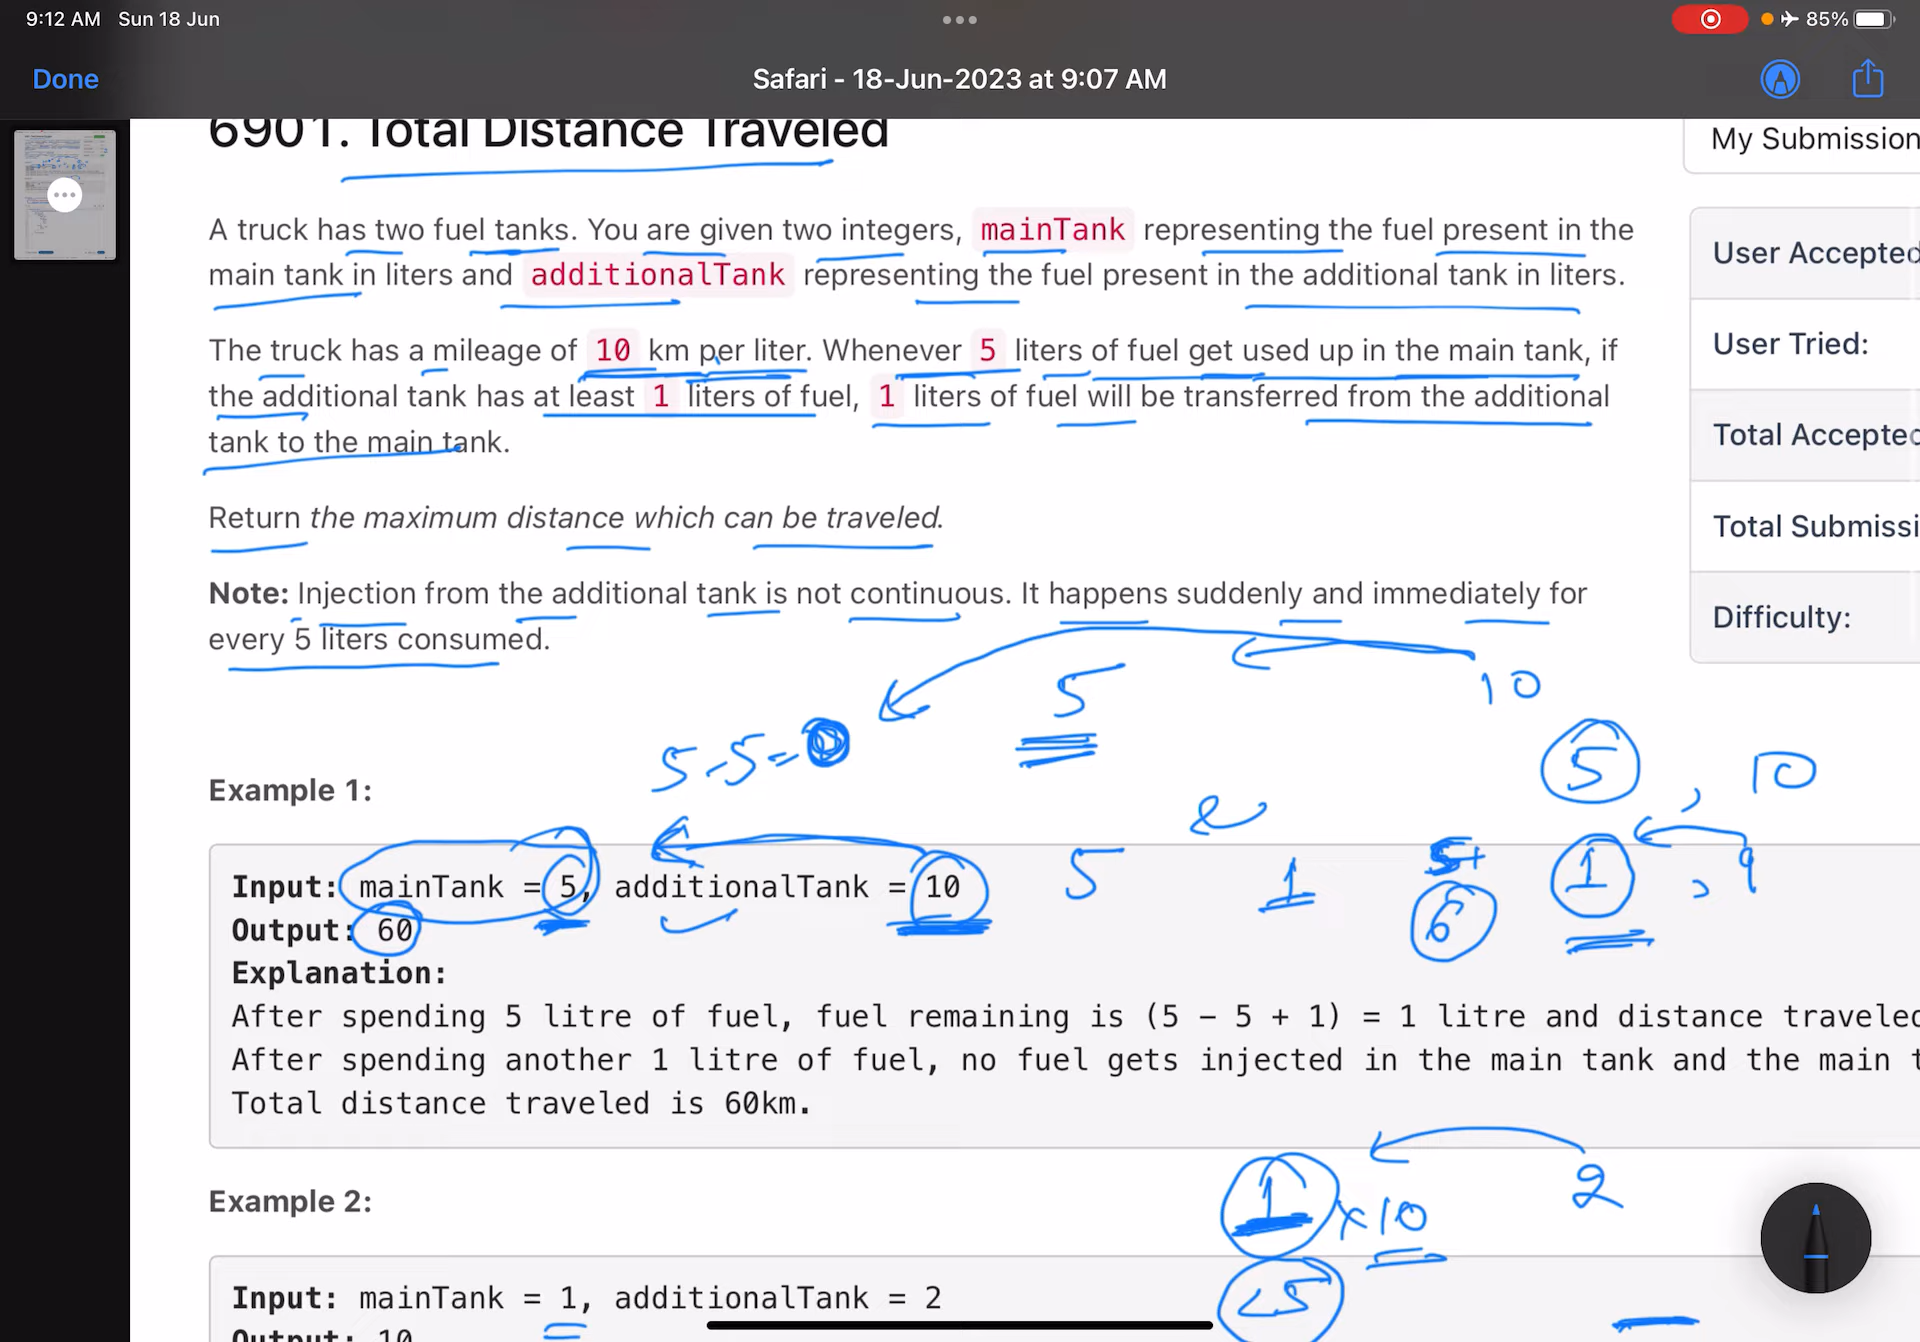 9:12 AM Sun 18 Jun
85%
Done
Safari - 18-Jun-2023 at 9:07 AM
6901. Total Distance Traveled
My Submission
A truck has two fuel tanks. You are given two integers, mainTank representing the fuel present in the
main tank in liters and additionalTank representing the fuel present in the additional tank in liters.
User Accepted
The truck has a mileage of 10 km per liter. Whenever 5 liters of fuel get used up in the main tank, if
User Tried:
the additional tank has at least 1 liters of fuel, 1 liters of fuel will be transferred from the additional
tank to the main tank.
Total Accepted
Return the maximum distance which can be traveled.
Total Submissi
Note: Injection from the additional tank is not continuous. It happens suddenly and immediately for
every 5 liters consumed.
Difficulty:
5 10
5 - 5 =
5 , 10
Example 1:
Input: mainTank = 5, additionalTank = 10
5 1 5+ 1 , 9
6
Output: 60
Explanation:
After spending 5 litre of fuel, fuel remaining is (5 - 5 + 1) = 1 litre and distance traveled
After spending another 1 litre of fuel, no fuel gets injected in the main tank and the main t
Total distance traveled is 60km.
1 x 10 2
Example 2:
<5
Input: mainTank = 1, additionalTank = 2
Output: 10